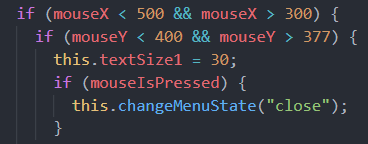 if (mouseX < 500 && mouseX > 300) {
if (mouseY < 400 && mouseY > 377) {
this.textSize1 = 30;
if (mouseIsPressed) {
this.changeMenuState("close");
}